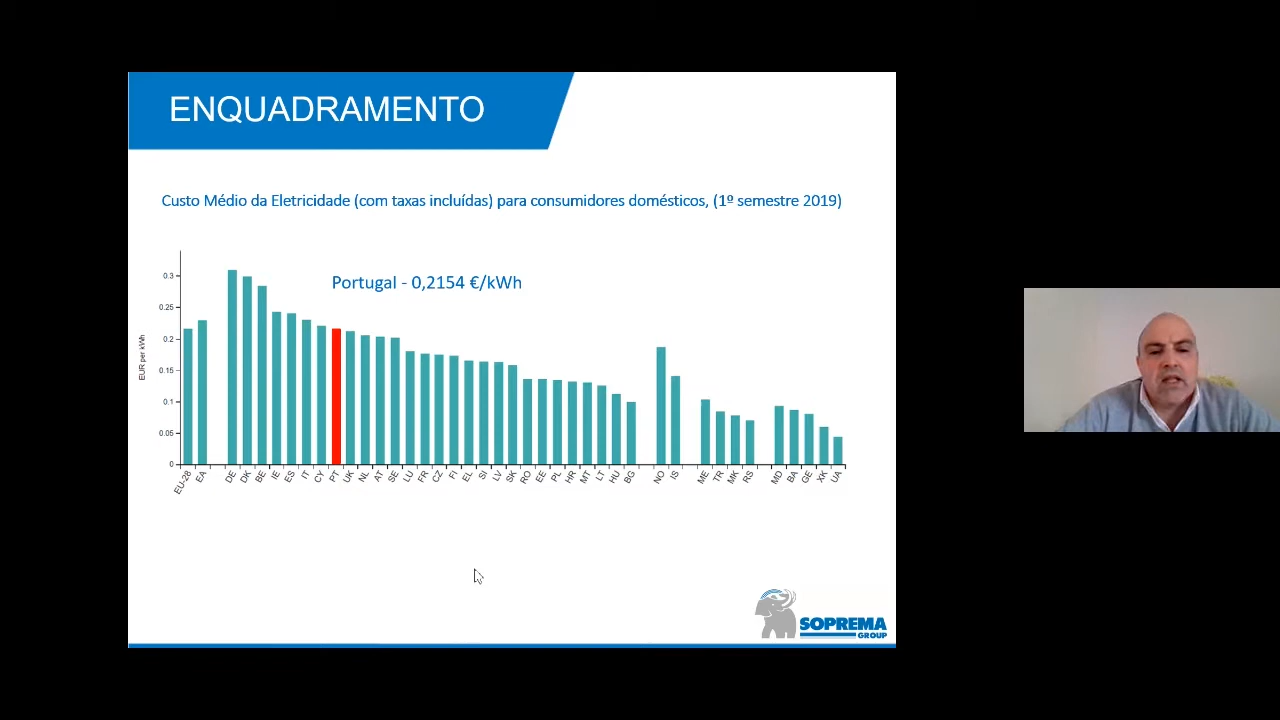 ENQUADRAMENTO
Custo Médio da Eletricidade (com taxas incluídas) para consumidores domésticos, (1º semestre 2019)
Portugal - 0,2154 €/kWh
EUR per kWh
0.3
0.25
0.2
0.15
0.1
0.05
0
EU-28 EA DE DK BE IE ES IT CY PT UK NL AT SE LU FR CZ FI EL SI LV SK RO EE PL HR MT LT HU BG NO IS ME TR MK RS MD BA GE XK UA
SOPREMA
GROUP